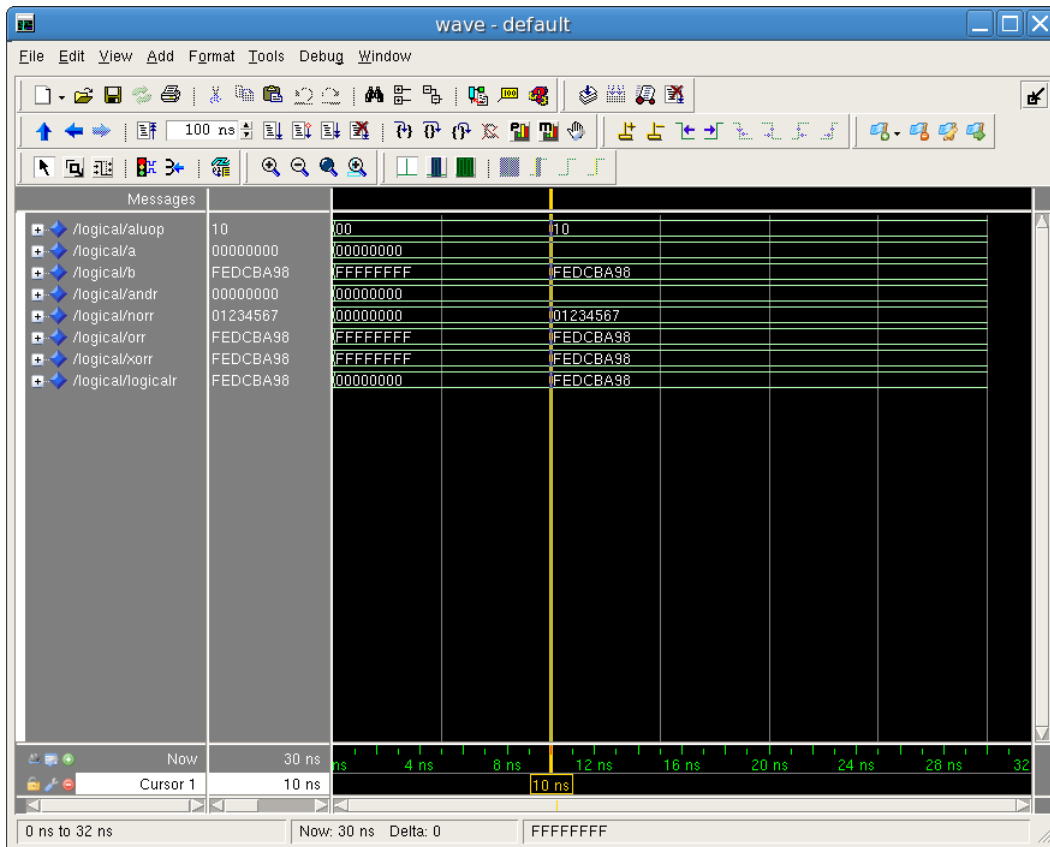 wave - default
File Edit View Add Format Tools Debug Window
100 ns
Messages
/logical/aluop 10 00 10
/logical/a 00000000 00000000
/logical/b FEDCBA98 FFFFFFFF FEDCBA98
/logical/andr 00000000 00000000
/logical/norr 01234567 00000000 01234567
/logical/orr FEDCBA98 FFFFFFFF FEDCBA98
/logical/xorr FEDCBA98 FFFFFFFF FEDCBA98
/logical/logicalr FEDCBA98 00000000 FEDCBA98
Now 30 ns ns 4 ns 8 ns 12 ns 16 ns 20 ns 24 ns 28 ns 32
Cursor 1 10 ns 10 ns
0 ns to 32 ns Now: 30 ns Delta: 0 FFFFFFFF